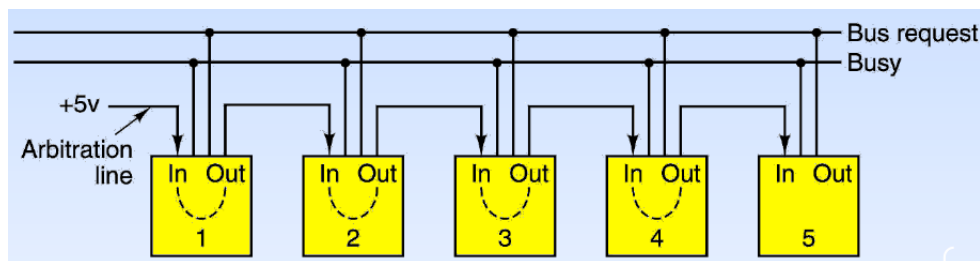 Bus request
Busy
+5v
Arbitration
line
In Out In Out In Out In Out In Out
1 2 3 4 5